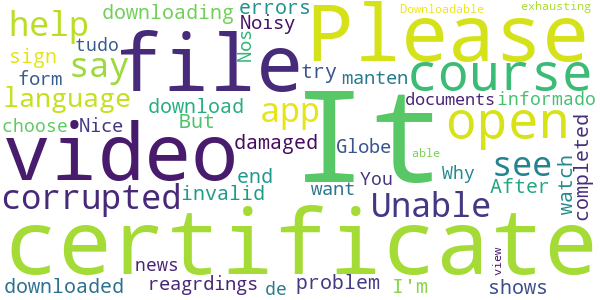 downloading errors Downloadable exhausting
help tudo Noisy Nos Please
sign say file try course
form manten
language download app It documents informado
choose Nice But damaged Globe open
video see completed
corrupted invalid end want You Why After watch
Unable
certificate
downloaded news reagrdings de problem I'm view shows
able